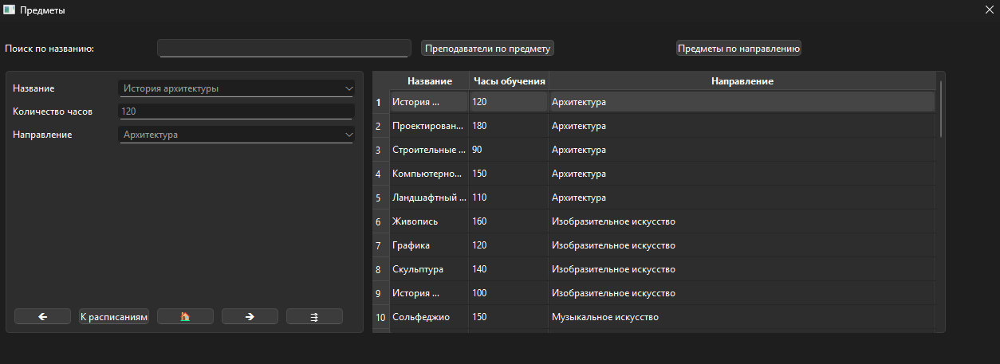 Предметы
Поиск по названию:
Преподаватели по предмету
Предметы по направлению
Название История архитектуры
Количество часов 120
Направление Архитектура
К расписаниям
Название Часы обучения Направление
1 История ... 120 Архитектура
2 Проектирован... 180 Архитектура
3 Строительные ... 90 Архитектура
4 Компьютерно... 150 Архитектура
5 Ландшафтный ... 110 Архитектура
6 Живопись 160 Изобразительное искусство
7 Графика 120 Изобразительное искусство
8 Скульптура 140 Изобразительное искусство
9 История ... 100 Изобразительное искусство
10 Сольфеджио 150 Музыкальное искусство